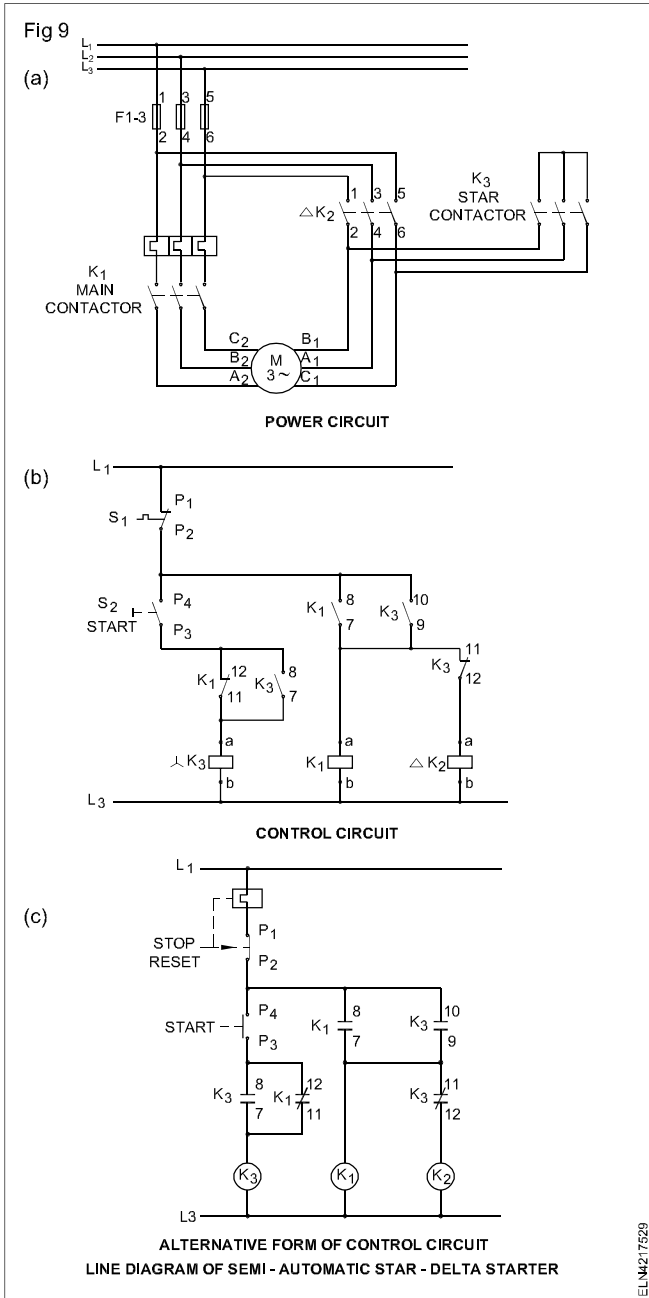 Fig 9
L1
L2
L3
(a)
1 3 5
F1-3
2 4 6
K3
STAR
CONTACTOR
1 3 5
△K2
2 4 6
K1
MAIN
CONTACTOR
C2 B1
B2 M A1
A2 3~ C1
POWER CIRCUIT
(b)
L1
P1
S1
P2
S2 P4
START
P3
K1 8
7
K3 10
9
K1 12
11
K3 8
7
K3 11
12
a a a
⅄ K3 K1 △ K2
b b b
L3
CONTROL CIRCUIT
(c)
L1
STOP
RESET
P1
P2
START
P4
P3
K1 8
7
K3 10
9
K3 8
7
K1 12
11
K3 11
12
K3 K1 K2
L3
ALTERNATIVE FORM OF CONTROL CIRCUIT
LINE DIAGRAM OF SEMI - AUTOMATIC STAR - DELTA STARTER
ELN4217529